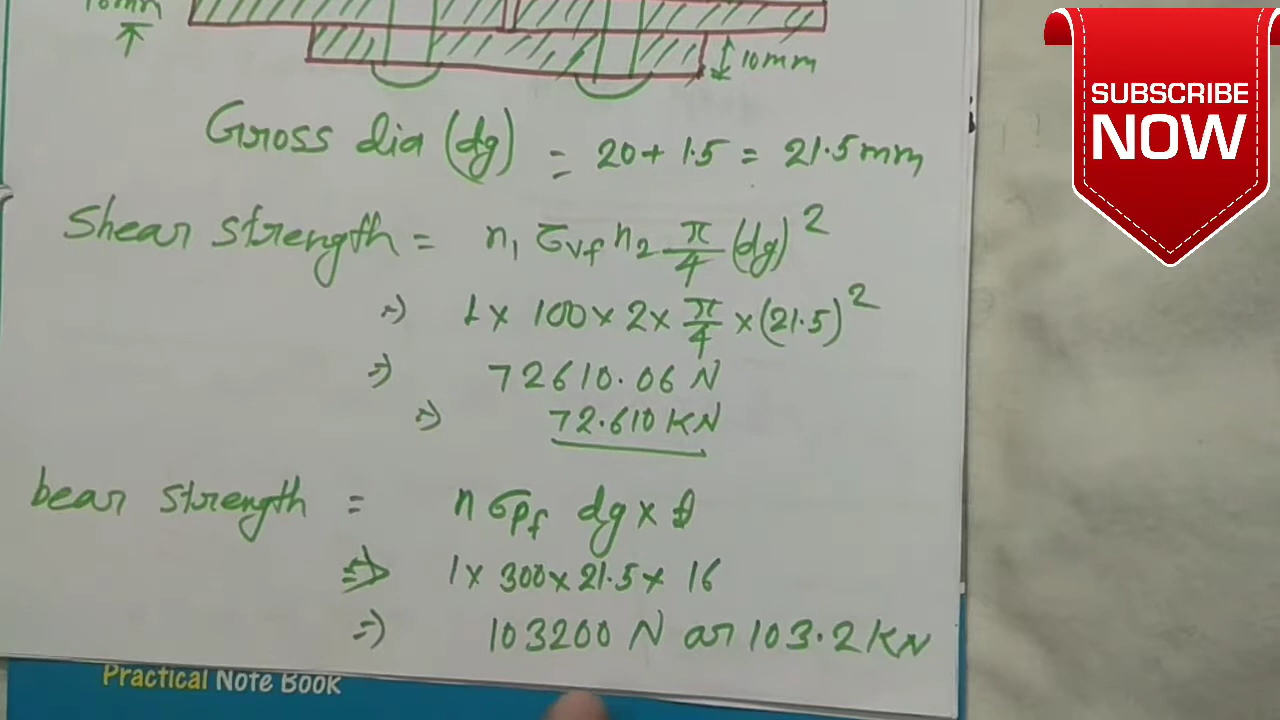 10mm
Gross dia (dg) = 20+ 1.5 = 21.5mm
Shear strength = n₁ τvf n₂ π/4 (dg)²
=) 1 × 100 × 2 × π/4 × (21.5)²
=) 72610.06 N
=) 72.610 KN
bear strength = n σpf dg × t
=> 1 × 300 × 21.5 × 16
=) 103200 N or 103.2 KN
Practical Note Book
SUBSCRIBE
NOW